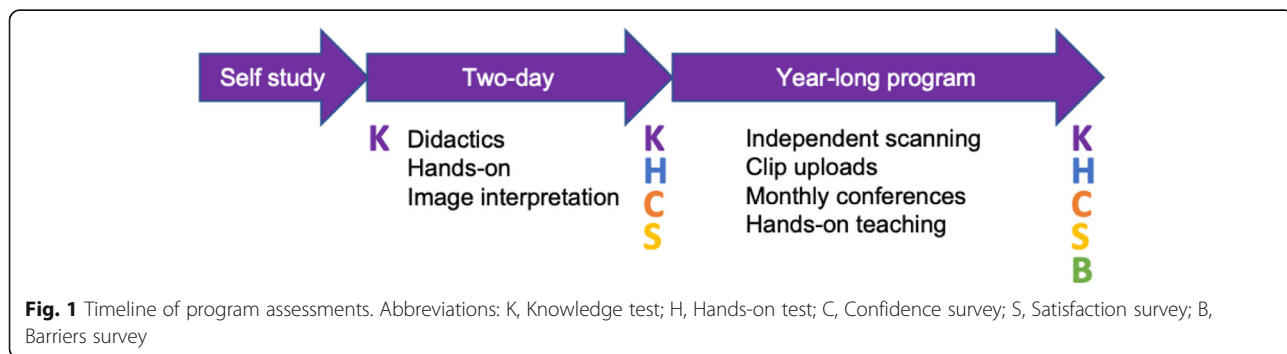 Self study
Two-day
Year-long program
K
Didactics
Hands-on
Image interpretation
K
H
C
S
Independent scanning
Clip uploads
Monthly conferences
Hands-on teaching
K
H
C
S
B
Fig. 1 Timeline of program assessments. Abbreviations: K, Knowledge test; H, Hands-on test; C, Confidence survey; S, Satisfaction survey; B,
Barriers survey